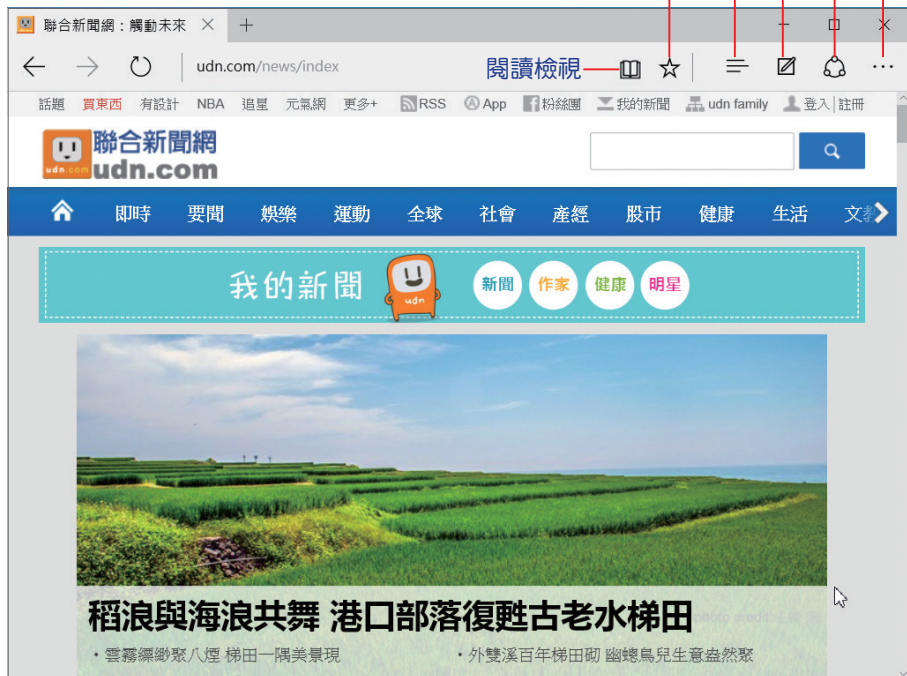 聯合新聞網：觸動未來
udn.com/news/index
閱讀檢視
話題 買東西 有設計 NBA 追星 元氣網 更多+ RSS App 粉絲團 我的新聞 udn family 登入 | 註冊
聯合新聞網
udn.com
udn.com
即時 要聞 娛樂 運動 全球 社會 產經 股市 健康 生活 文教
我的新聞 udn 新聞 作家 健康 明星
稻浪與海浪共舞 港口部落復甦古老水梯田
・雲霧縹緲聚八煙 梯田一隅美景現 ・外雙溪百年梯田砌 幽蟌鳥兒生意盎然聚